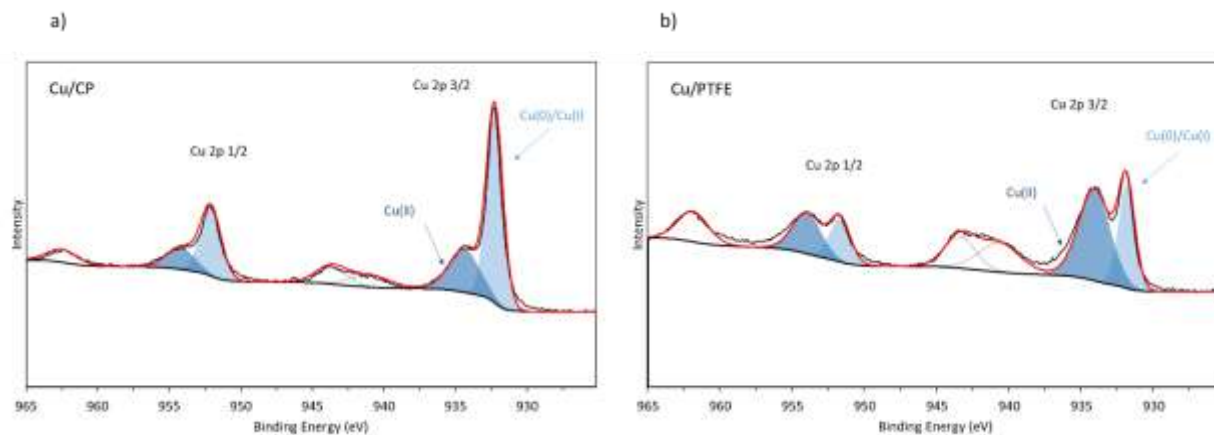 a)
Cu/CP
Cu 2p 3/2
Cu(0)/Cu(I)
Cu 2p 1/2
Cu(II)
Intensity
965 960 955 950 945 940 935 930
Binding Energy (eV)
b)
Cu/PTFE
Cu 2p 3/2
Cu(0)/Cu(I)
Cu 2p 1/2
Cu(II)
Intensity
965 960 955 950 945 940 935 930
Binding Energy (eV)